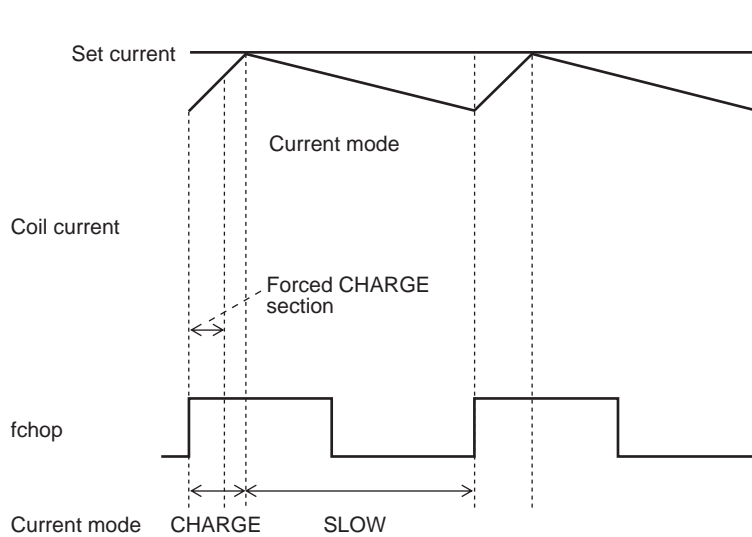 Set current
Current mode
Coil current
Forced CHARGE
section
fchop
Current mode CHARGE SLOW